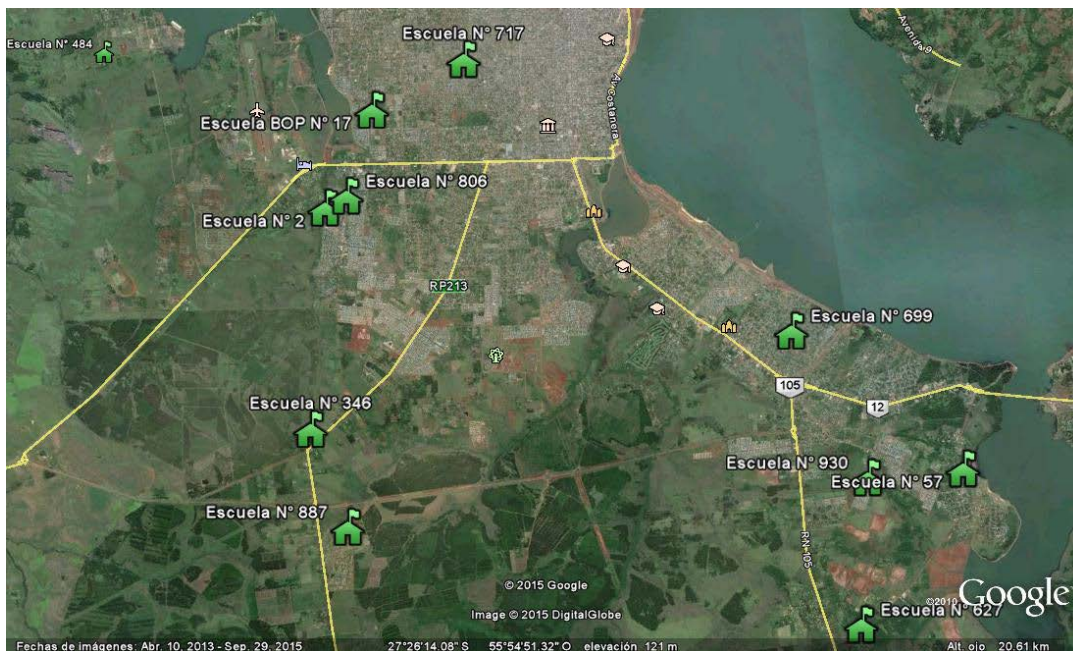 Escuela N° 484
Escuela N° 717
Avenida 9
A. Costanera
Escuela BOP N° 17
Escuela N° 806
Escuela N° 2
RP213
Escuela N° 699
105
12
Escuela N° 346
Escuela N° 930
Escuela N° 57
Escuela N° 887
RN 105
© 2015 Google
Image © 2015 DigitalGlobe
©2010 Google
Escuela N° 627
Fechas de imágenes: Abr. 10, 2013 - Sep. 29, 2015 27°26'14.08" S 55°54'51.32" O elevación 121 m Alt. ojo 20.61 km